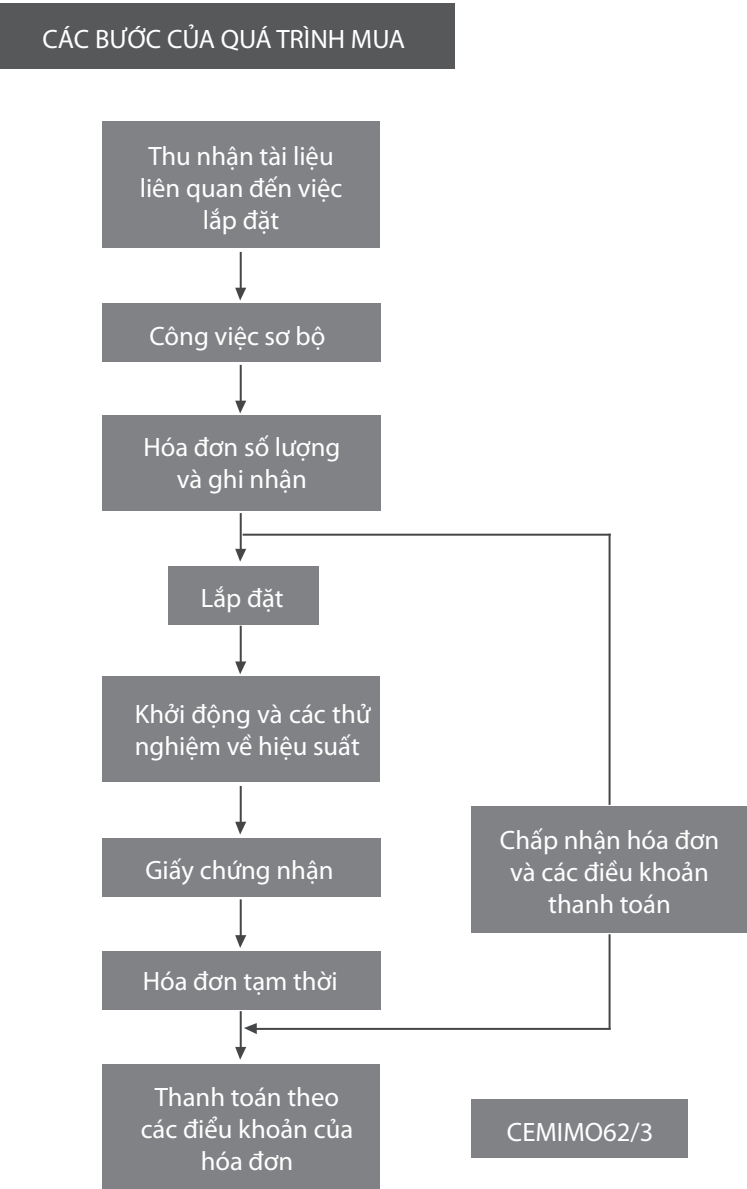 CÁC BƯỚC CỦA QUÁ TRÌNH MUA
Thu nhận tài liệu
liên quan đến việc
lắp đặt
Công việc sơ bộ
Hóa đơn số lượng
và ghi nhận
Lắp đặt
Khởi động và các thử
nghiệm về hiệu suất
Giấy chứng nhận
Chấp nhận hóa đơn
và các điều khoản
thanh toán
Hóa đơn tạm thời
Thanh toán theo
các điểu khoản của
hóa đơn
CEMIMO62/3